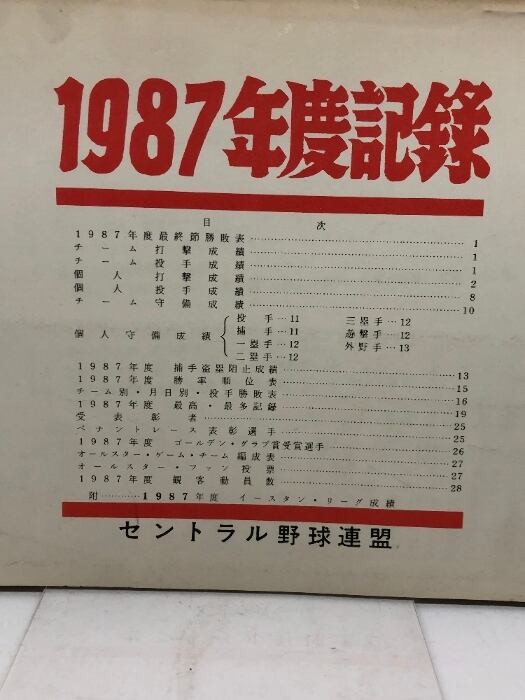 1987年度記録
目次
1987年度最終節勝敗表……1
チーム打撃成績……1
チーム投手成績……1
個人打撃成績……2
個人投手成績……8
チーム守備成績……10
個人守備成績
投手…11 三塁手…12
捕手…11 遊撃手…12
一塁手…12 外野手…13
二塁手…12
1987年度 捕手盗塁阻止成績……13
1987年度 勝率順位表……15
チーム別・月日別・投手勝敗表……16
1987年度 最高・最多記録……19
受表彰者……25
ペナントレース表彰選手……25
1987年度 ゴールデン・グラブ賞受賞選手……26
オールスター・ゲーム・チーム編成表……27
オールスター・ファン投票……27
1987年度 観客動員数……28
附………1987年度 イースタン・リーグ成績
セントラル野球連盟